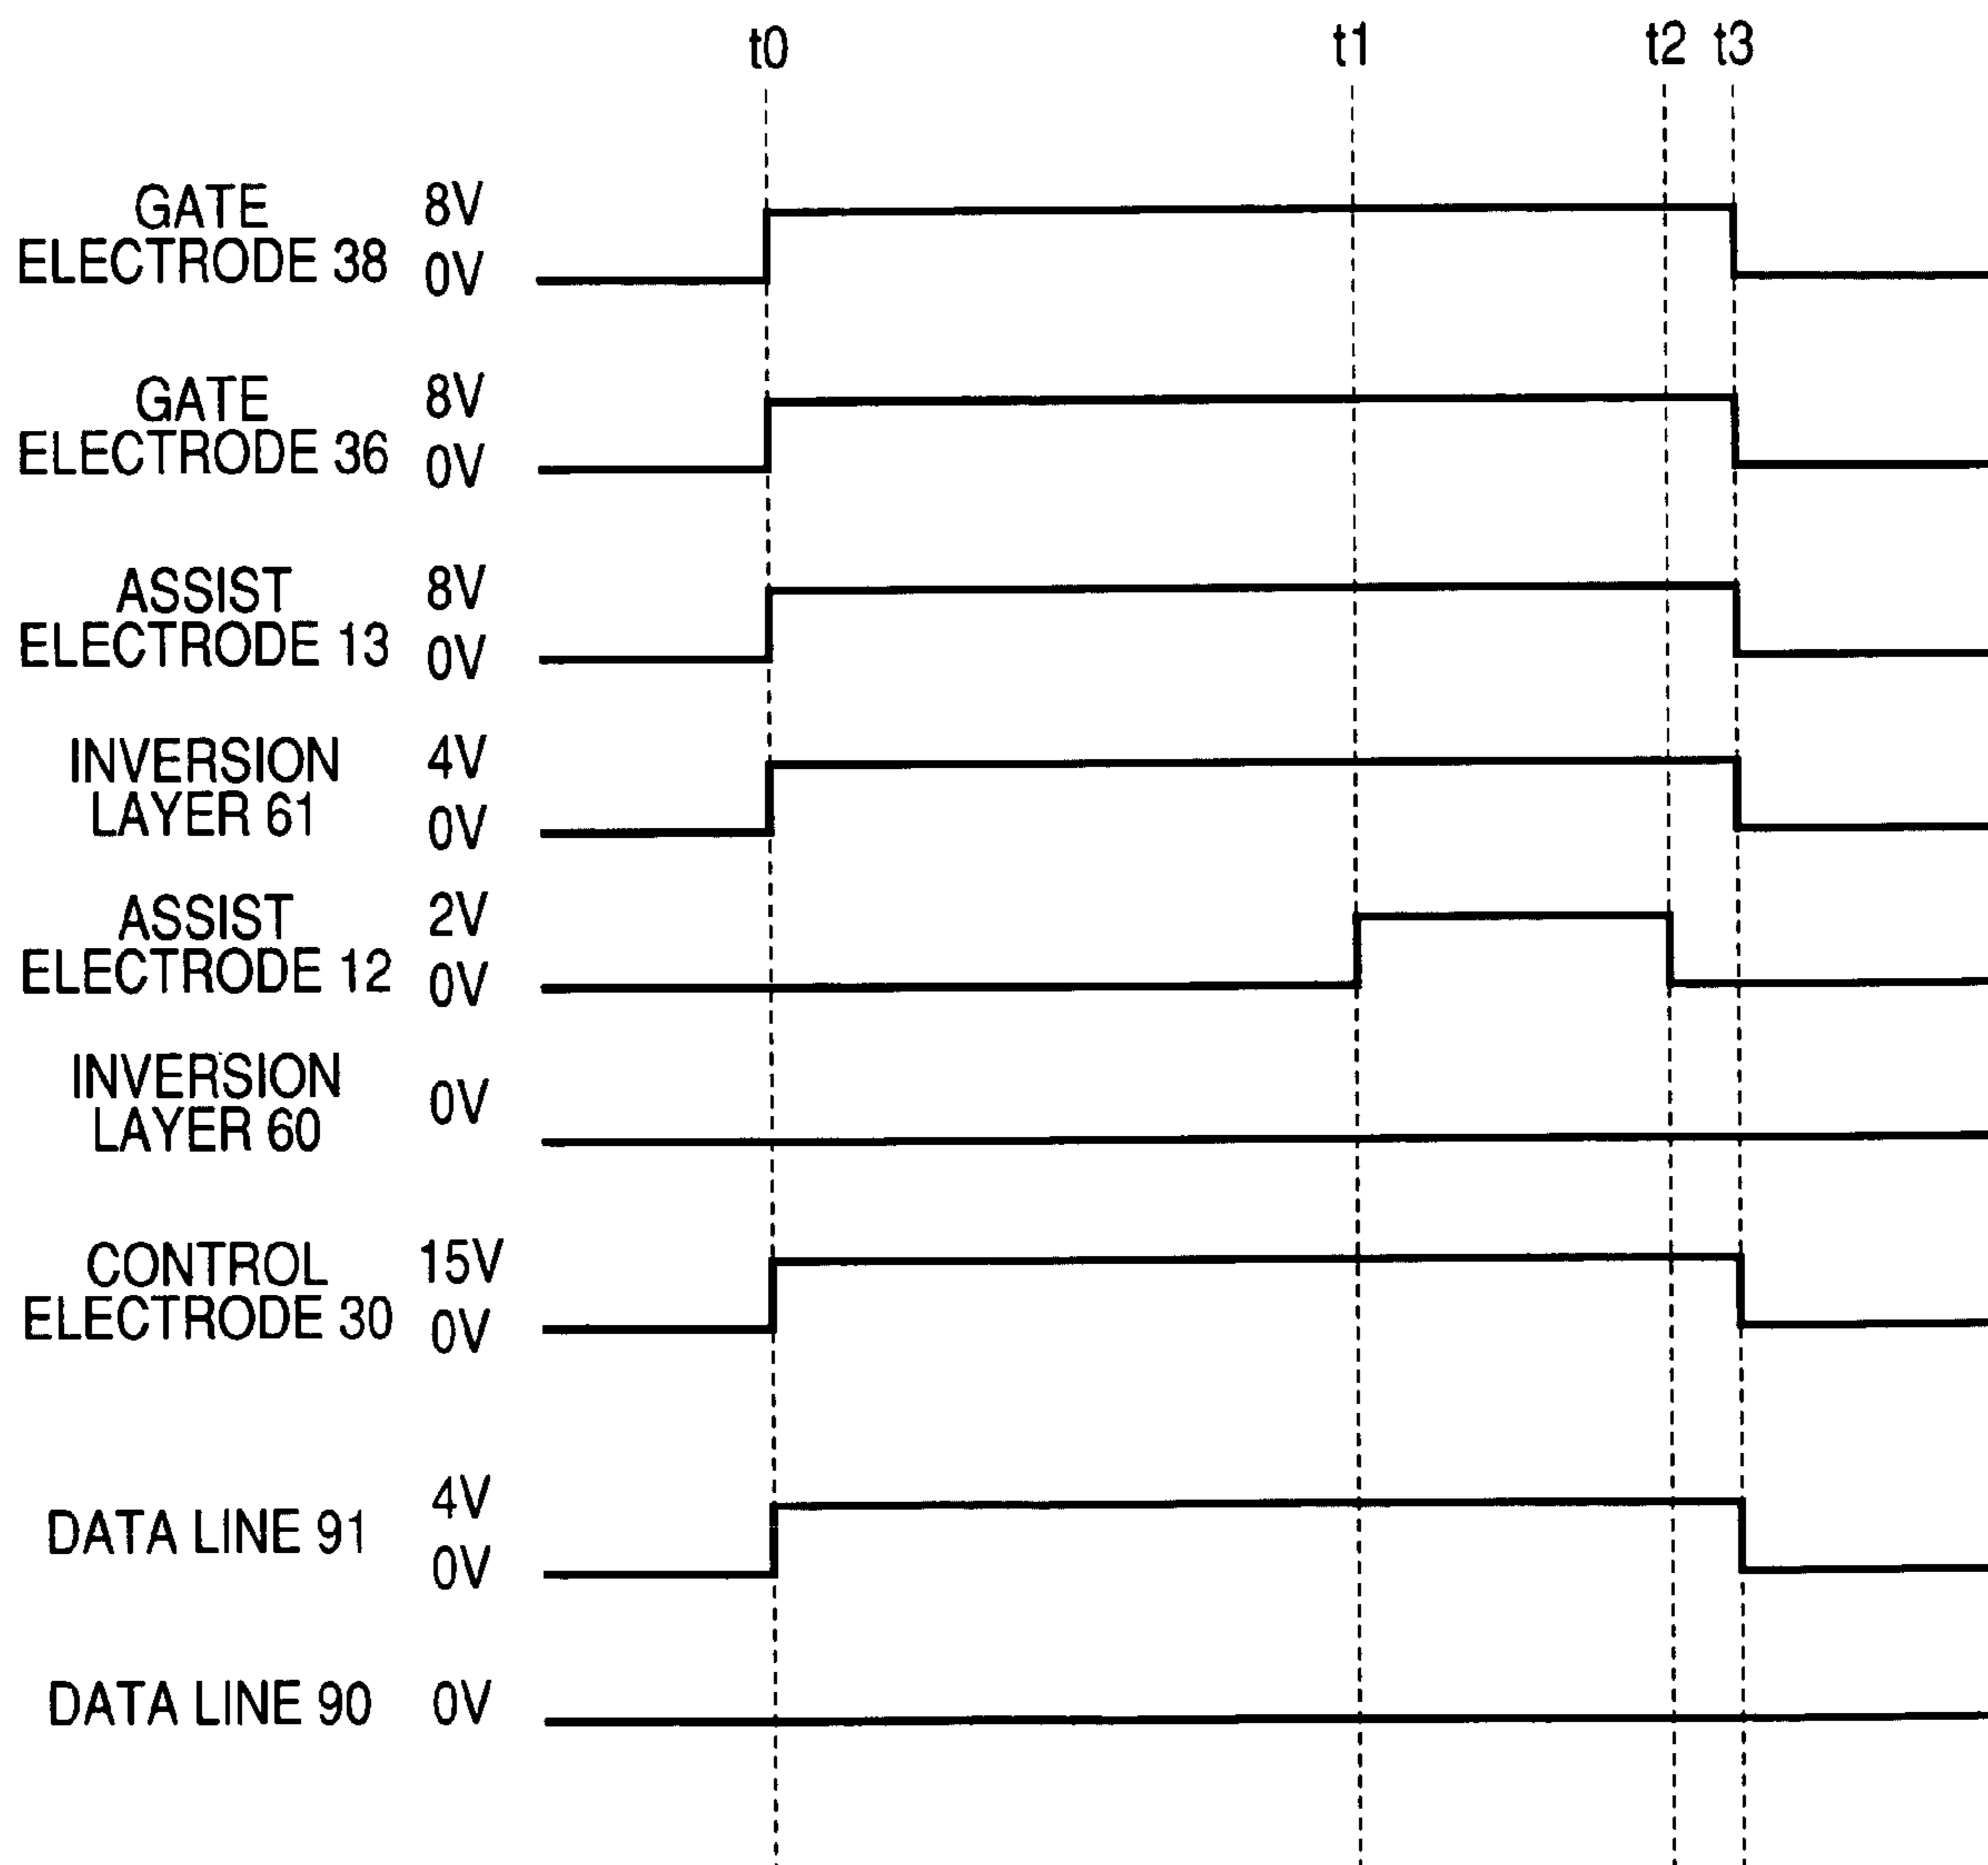 t0 t1 t2 t3
GATE 8V
ELECTRODE 38 0V
GATE 8V
ELECTRODE 36 0V
ASSIST 8V
ELECTRODE 13 0V
INVERSION 4V
LAYER 61 0V
ASSIST 2V
ELECTRODE 12 0V
INVERSION
LAYER 60 0V
CONTROL 15V
ELECTRODE 30 0V
4V
DATA LINE 91
0V
DATA LINE 90 0V